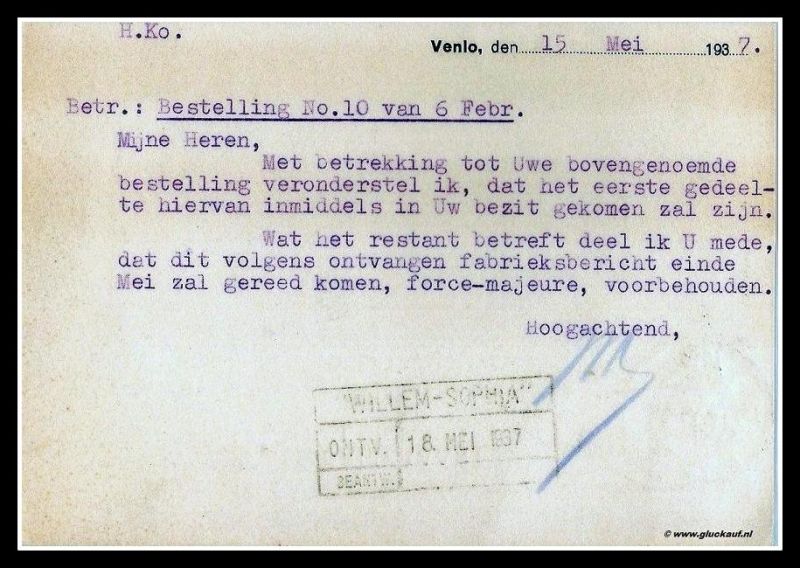 H.Ko.
Venlo, den 15 Mei 1937.
Betr.: Bestelling No.10 van 6 Febr.
Mijne Heren,
Met betrekking tot Uwe bovengenoemde
bestelling veronderstel ik, dat het eerste gedeel-
te hiervan inmiddels in Uw bezit gekomen zal zijn.
Wat het restant betreft deel ik U mede,
dat dit volgens ontvangen fabrieksbericht einde
Mei zal gereed komen, force-majeure, voorbehouden.
Hoogachtend,
"WILLEM-SOPHIA"
ONTV. 18. MEI 1937
BEANTW.
© www.gluckauf.nl